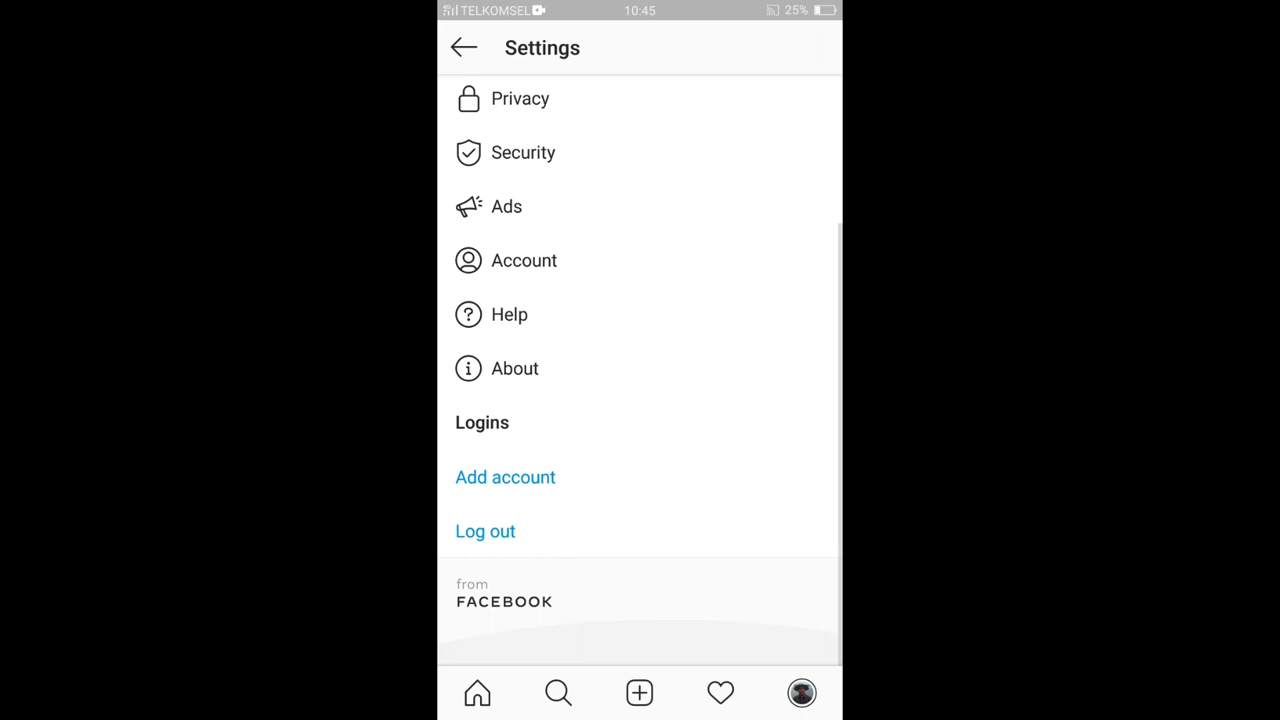 TELKOMSEL 10:45 25%
Settings
Privacy
Security
Ads
Account
Help
About
Logins
Add account
Log out
from
FACEBOOK